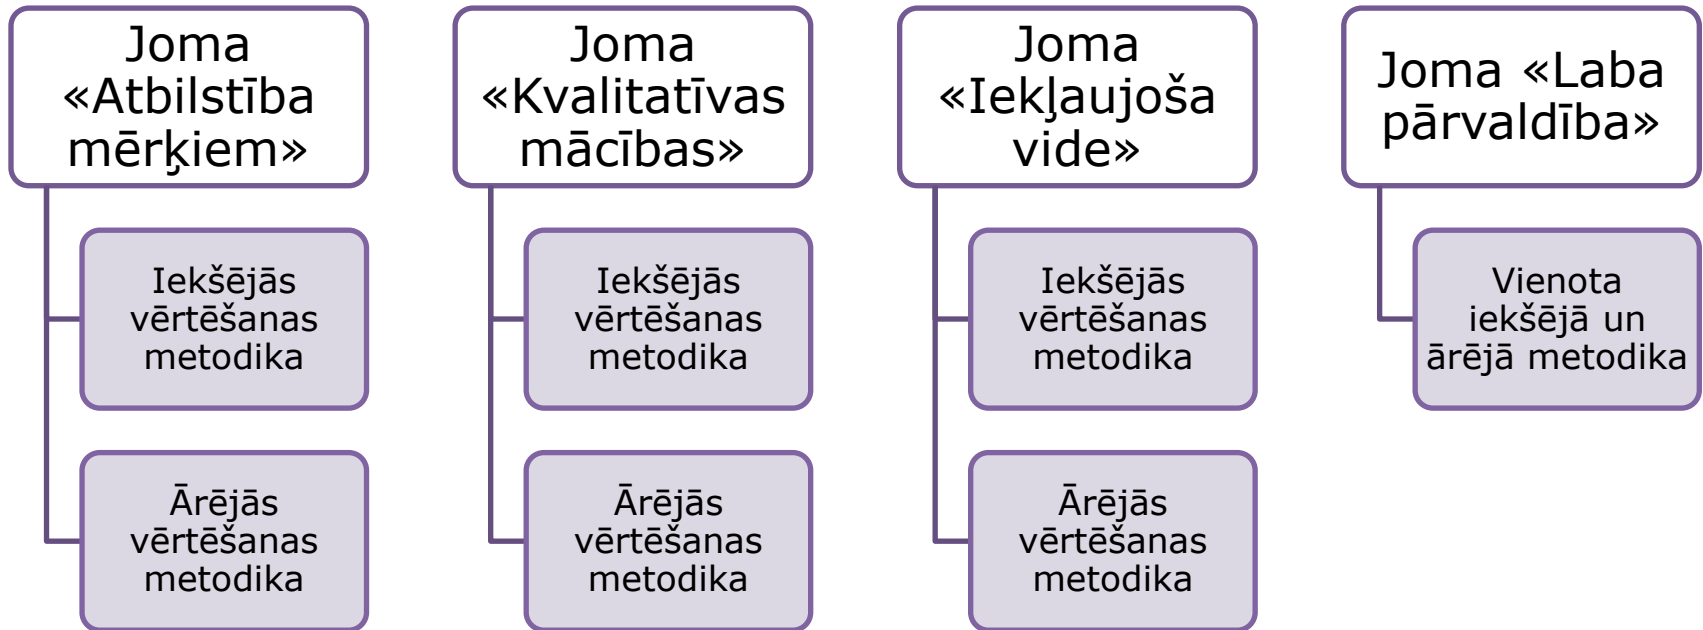 Joma
«Atbilstība
mērķiem»
Iekšējās
vērtēšanas
metodika
Ārējās
vērtēšanas
metodika
Joma
«Kvalitatīvas
mācības»
Iekšējās
vērtēšanas
metodika
Ārējās
vērtēšanas
metodika
Joma
«Iekļaujoša
vide»
Iekšējās
vērtēšanas
metodika
Ārējās
vērtēšanas
metodika
Joma «Laba
pārvaldība»
Vienota
iekšējā un
ārējā metodika